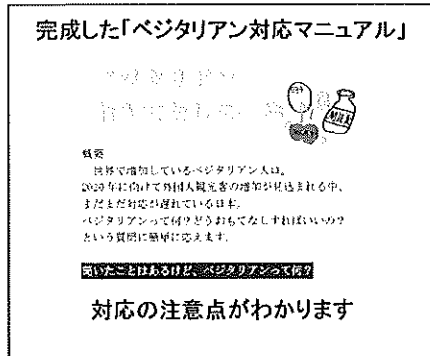 完成した「ベジタリアン対応マニュアル」
MILK
概要
世界で増加しているベジタリアン人口。
2020年に向けて外国人観光客の増加が見込まれる中、
まだまだ対応が遅れている日本。
ベジタリアンって何？どうおもてなしすればいいの？
という質問に簡単に応えます。
聞いたことはあるけど、ベジタリアンって何？
対応の注意点がわかります